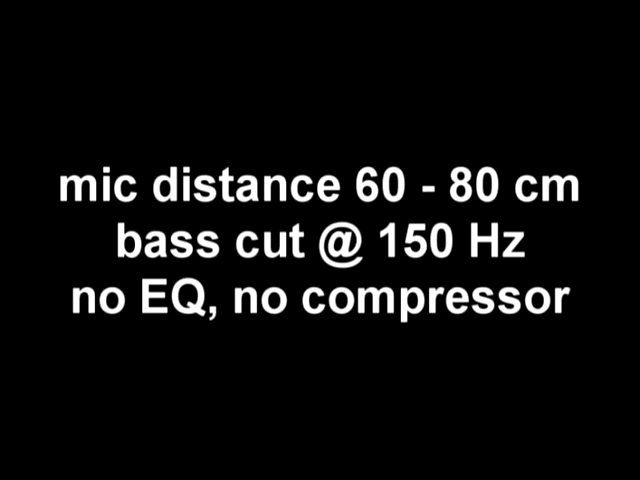 mic distance 60 - 80 cm
bass cut @ 150 Hz
no EQ, no compressor